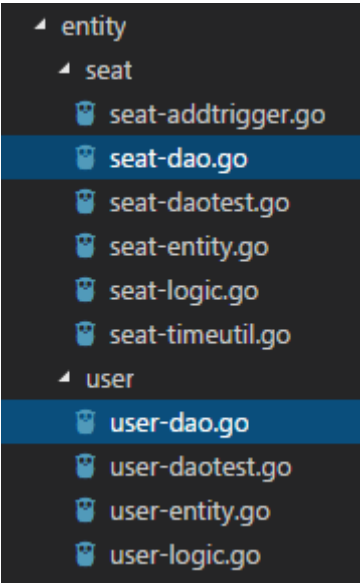 entity
seat
seat-addtrigger.go
seat-dao.go
seat-daotest.go
seat-entity.go
seat-logic.go
seat-timeutil.go
user
user-dao.go
user-daotest.go
user-entity.go
user-logic.go